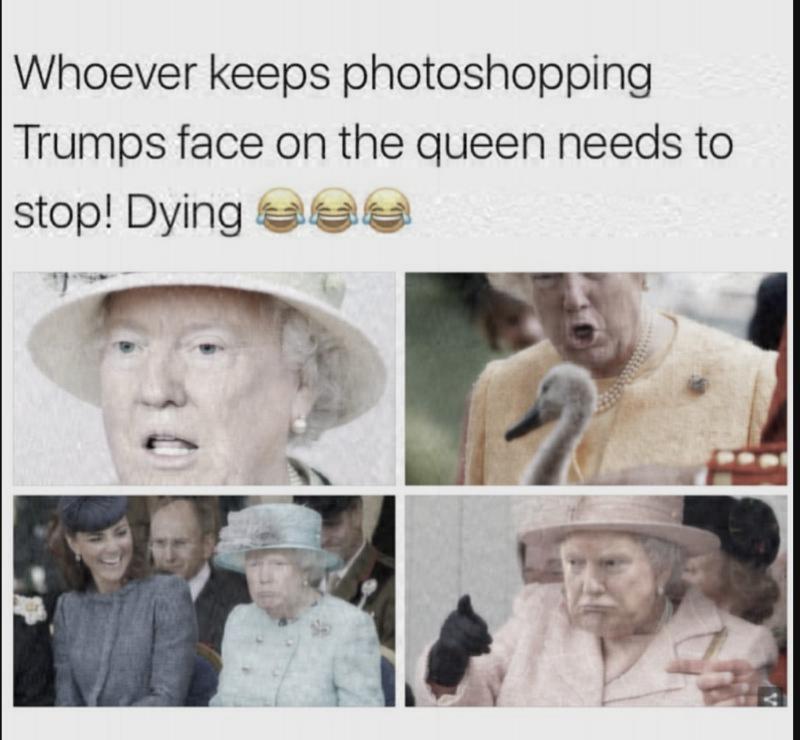 Whoever keeps photoshopping
Trumps face on the queen needs to
stop! Dying 😂😂😂